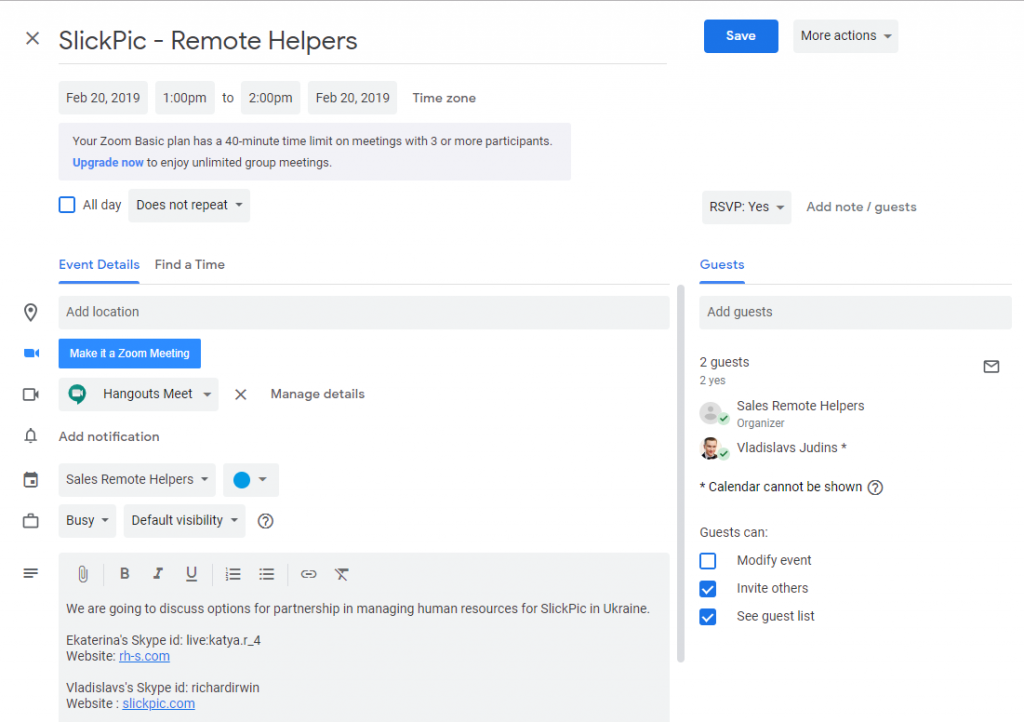 SlickPic - Remote Helpers
Save
More actions
Feb 20, 2019 1:00pm to 2:00pm Feb 20, 2019 Time zone
Your Zoom Basic plan has a 40-minute time limit on meetings with 3 or more participants.
Upgrade now to enjoy unlimited group meetings.
All day Does not repeat
RSVP: Yes Add note / guests
Event Details Find a Time
Add location
Make it a Zoom Meeting
Hangouts Meet Manage details
Add notification
Sales Remote Helpers
Busy Default visibility
B I U
We are going to discuss options for partnership in managing human resources for SlickPic in Ukraine.
Ekaterina's Skype id: live:katya.r_4
Website: rh-s.com
Vladislavs's Skype id: richardirwin
Website : slickpic.com
Guests
Add guests
2 guests
2 yes
Sales Remote Helpers
Organizer
Vladislavs Judins *
* Calendar cannot be shown
Guests can:
Modify event
Invite others
See guest list